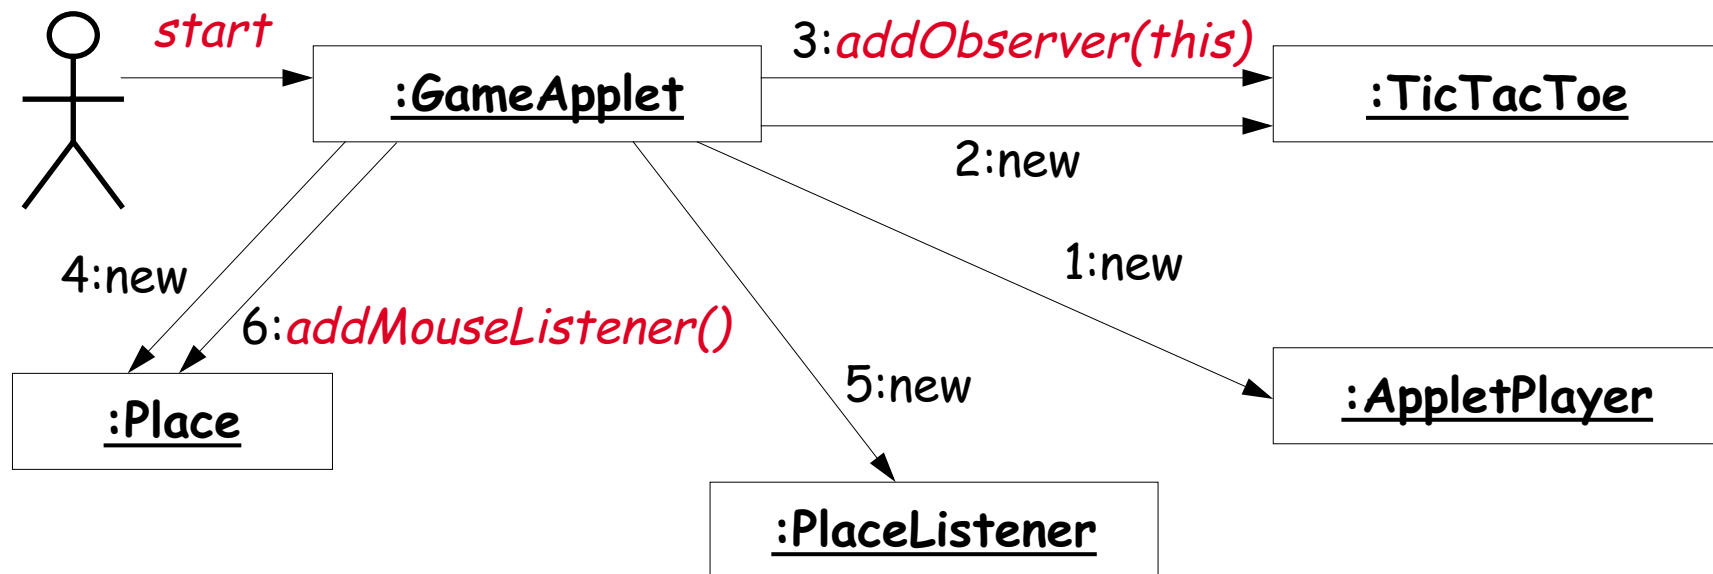 start
3:addObserver(this)
:GameApplet
:TicTacToe
2:new
4:new
1:new
6:addMouseListener()
5:new
:AppletPlayer
:Place
:PlaceListener